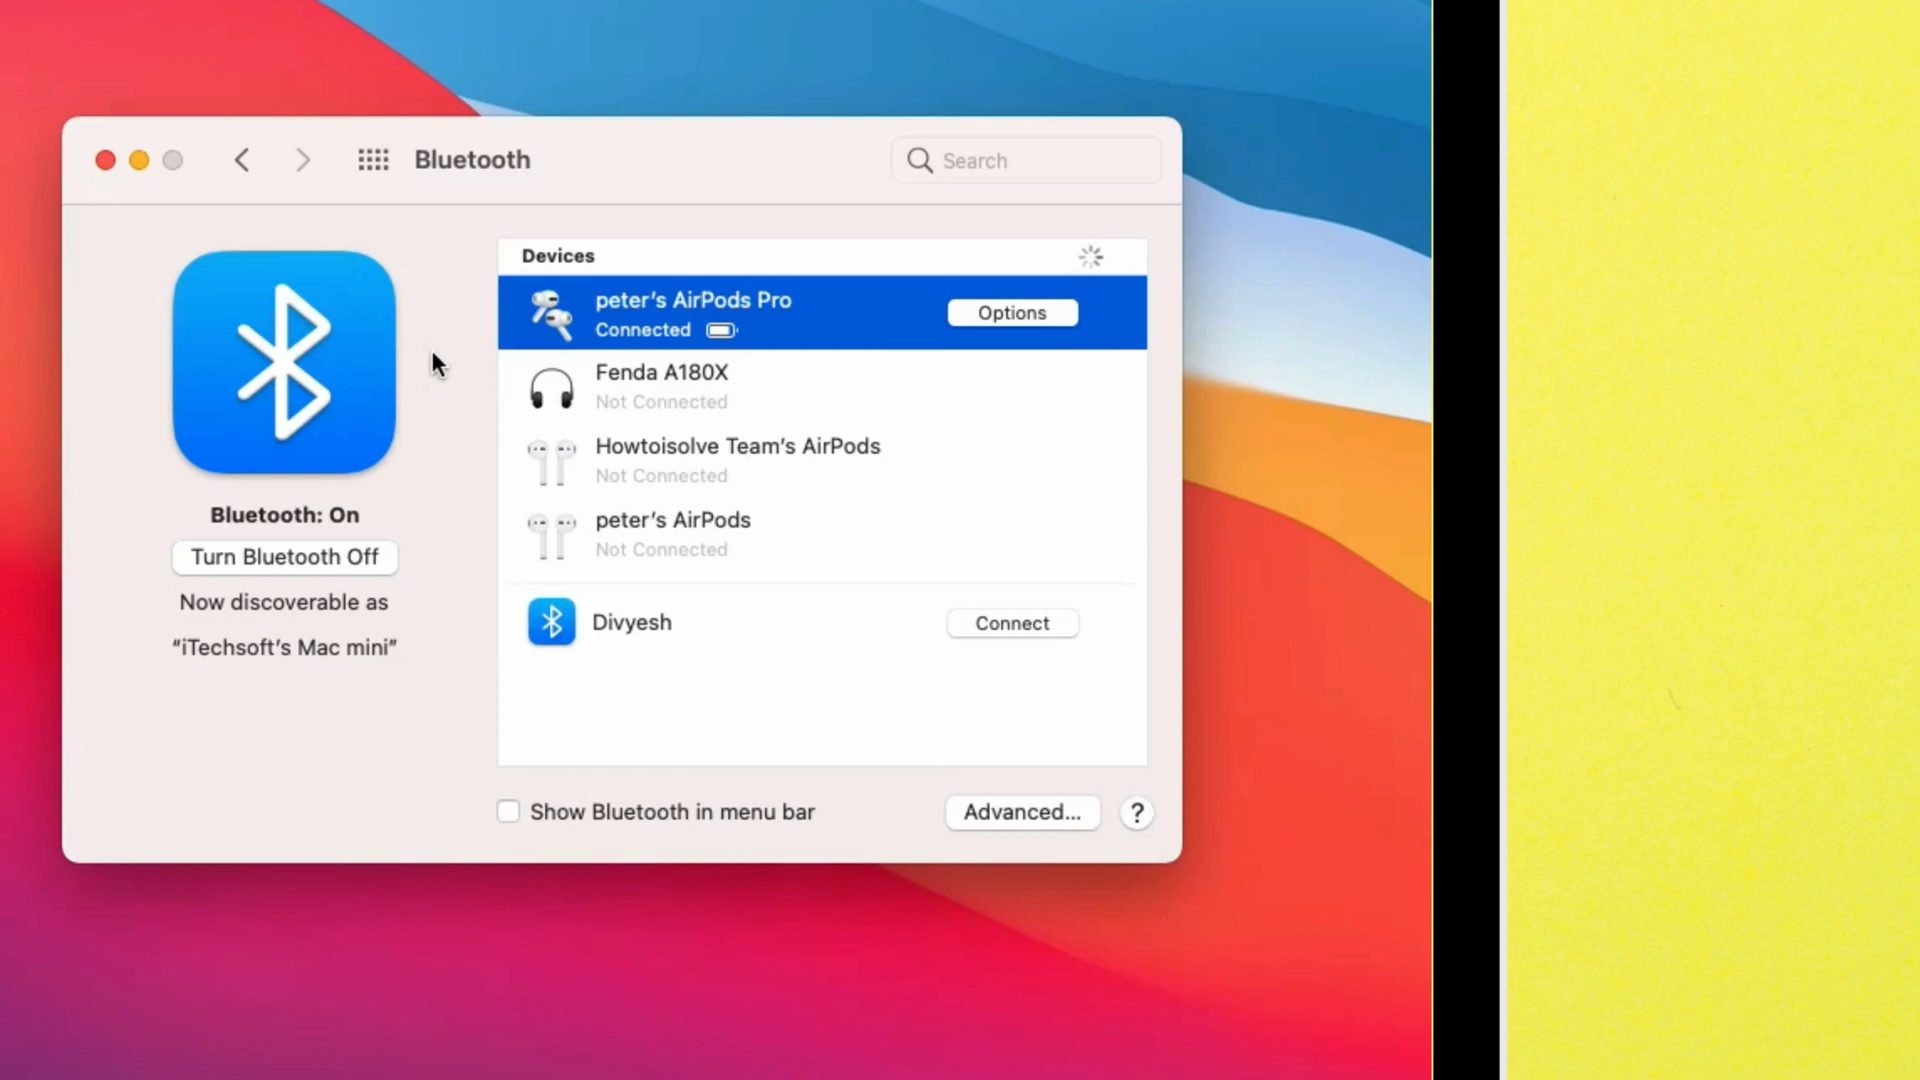 Bluetooth
Search
Devices
peter's AirPods Pro
Connected
Options
Fenda A180X
Not Connected
Howtoisolve Team's AirPods
Not Connected
peter's AirPods
Not Connected
Divyesh
Connect
Bluetooth: On
Turn Bluetooth Off
Now discoverable as
“iTechsoft's Mac mini”
Show Bluetooth in menu bar
Advanced...
?